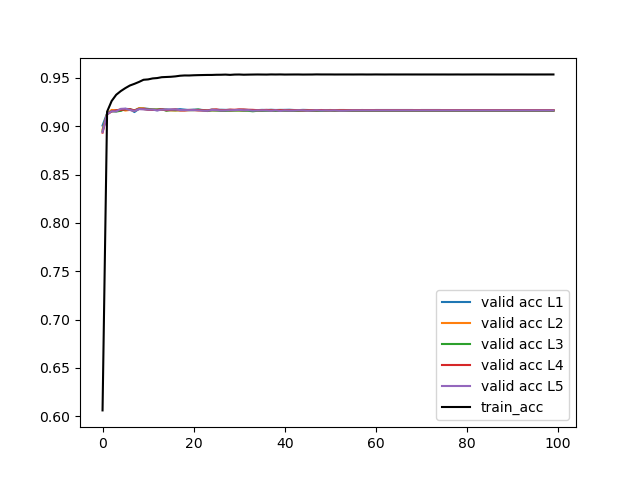 0.95
0.90
0.85
0.80
0.75
0.70
0.65
0.60
0 20 40 60 80 100
valid acc L1
valid acc L2
valid acc L3
valid acc L4
valid acc L5
train_acc